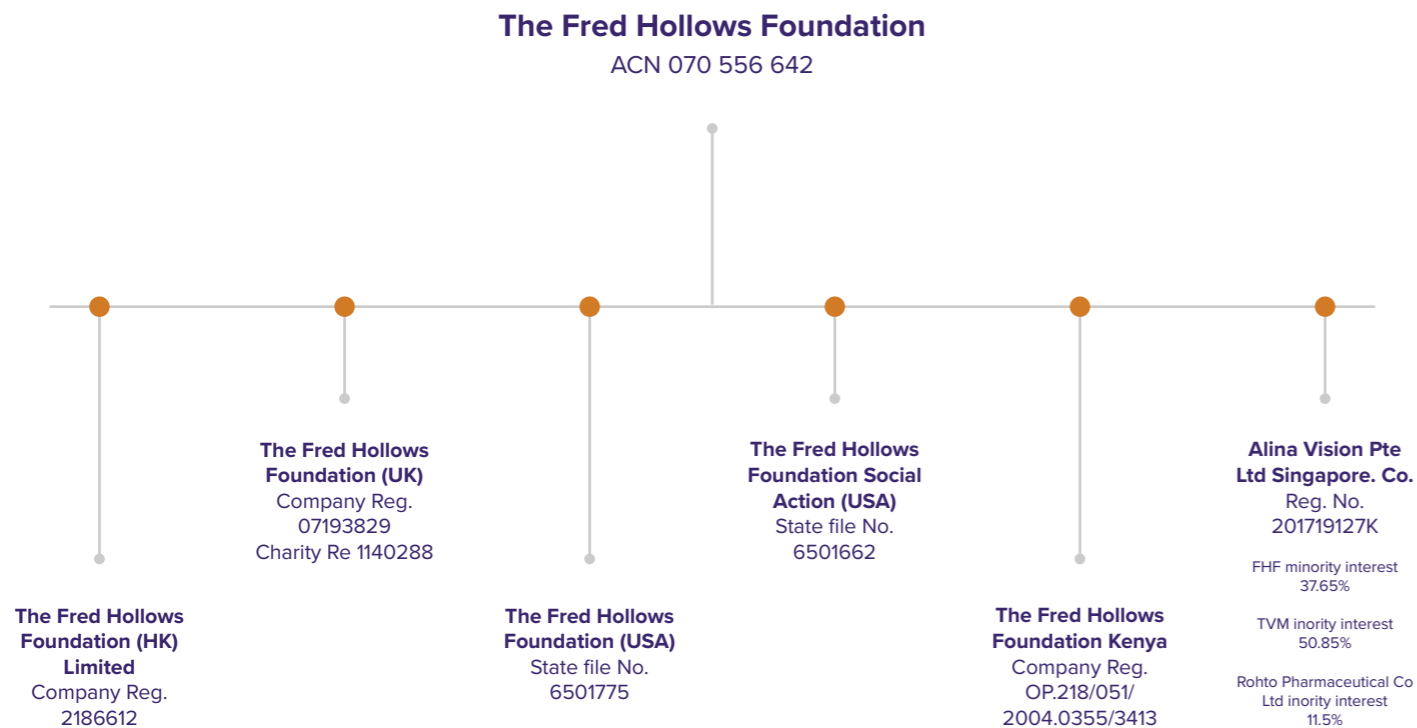 The Fred Hollows Foundation
ACN 070 556 642
The Fred Hollows
Foundation (HK)
Limited
Company Reg.
2186612
The Fred Hollows
Foundation (UK)
Company Reg.
07193829
Charity Re 1140288
The Fred Hollows
Foundation (USA)
State file No.
6501775
The Fred Hollows
Foundation Social
Action (USA)
State file No.
6501662
The Fred Hollows
Foundation Kenya
Company Reg.
OP.218/051/
2004.0355/3413
Alina Vision Pte
Ltd Singapore. Co.
Reg. No.
201719127K
FHF minority interest
37.65%
TVM inority interest
50.85%
Rohto Pharmaceutical Co
Ltd inority interest
11.5%